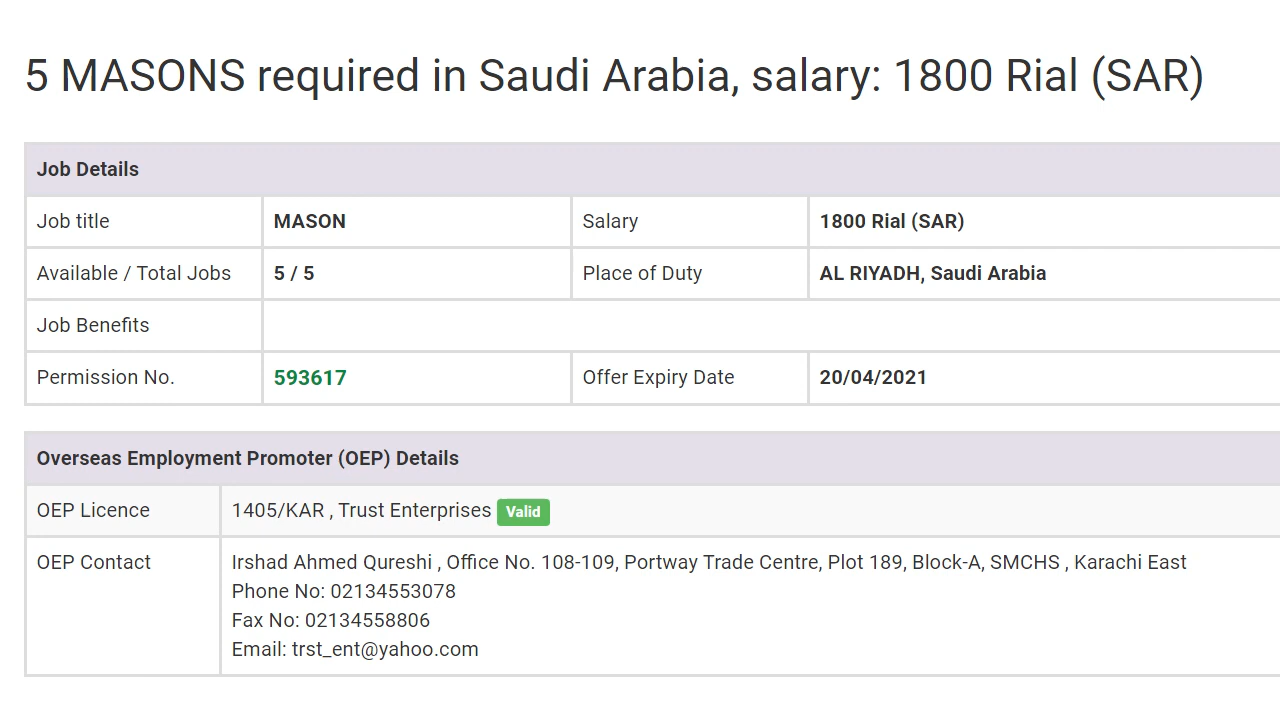 5 MASONS required in Saudi Arabia, salary: 1800 Rial (SAR)
Job Details
Job title MASON Salary 1800 Rial (SAR)
Available / Total Jobs 5 / 5 Place of Duty AL RIYADH, Saudi Arabia
Job Benefits
Permission No. 593617 Offer Expiry Date 20/04/2021
Overseas Employment Promoter (OEP) Details
OEP Licence 1405/KAR , Trust Enterprises Valid
OEP Contact Irshad Ahmed Qureshi , Office No. 108-109, Portway Trade Centre, Plot 189, Block-A, SMCHS , Karachi East
Phone No: 02134553078
Fax No: 02134558806
Email: trst_ent@yahoo.com